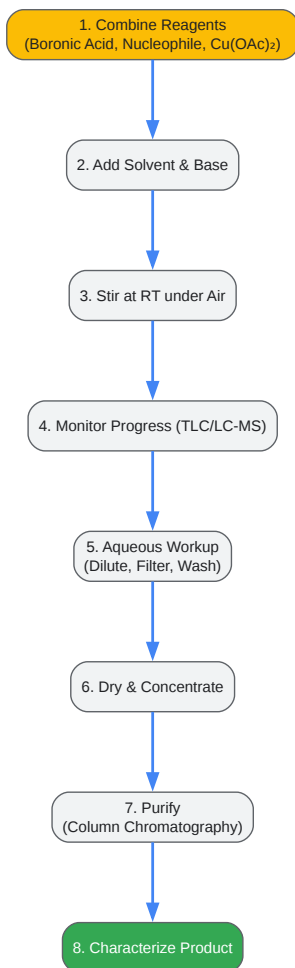 1. Combine Reagents
(Boronic Acid, Nucleophile, Cu(OAc)₂)
2. Add Solvent & Base
3. Stir at RT under Air
4. Monitor Progress (TLC/LC-MS)
5. Aqueous Workup
(Dilute, Filter, Wash)
6. Dry & Concentrate
7. Purify
(Column Chromatography)
8. Characterize Product